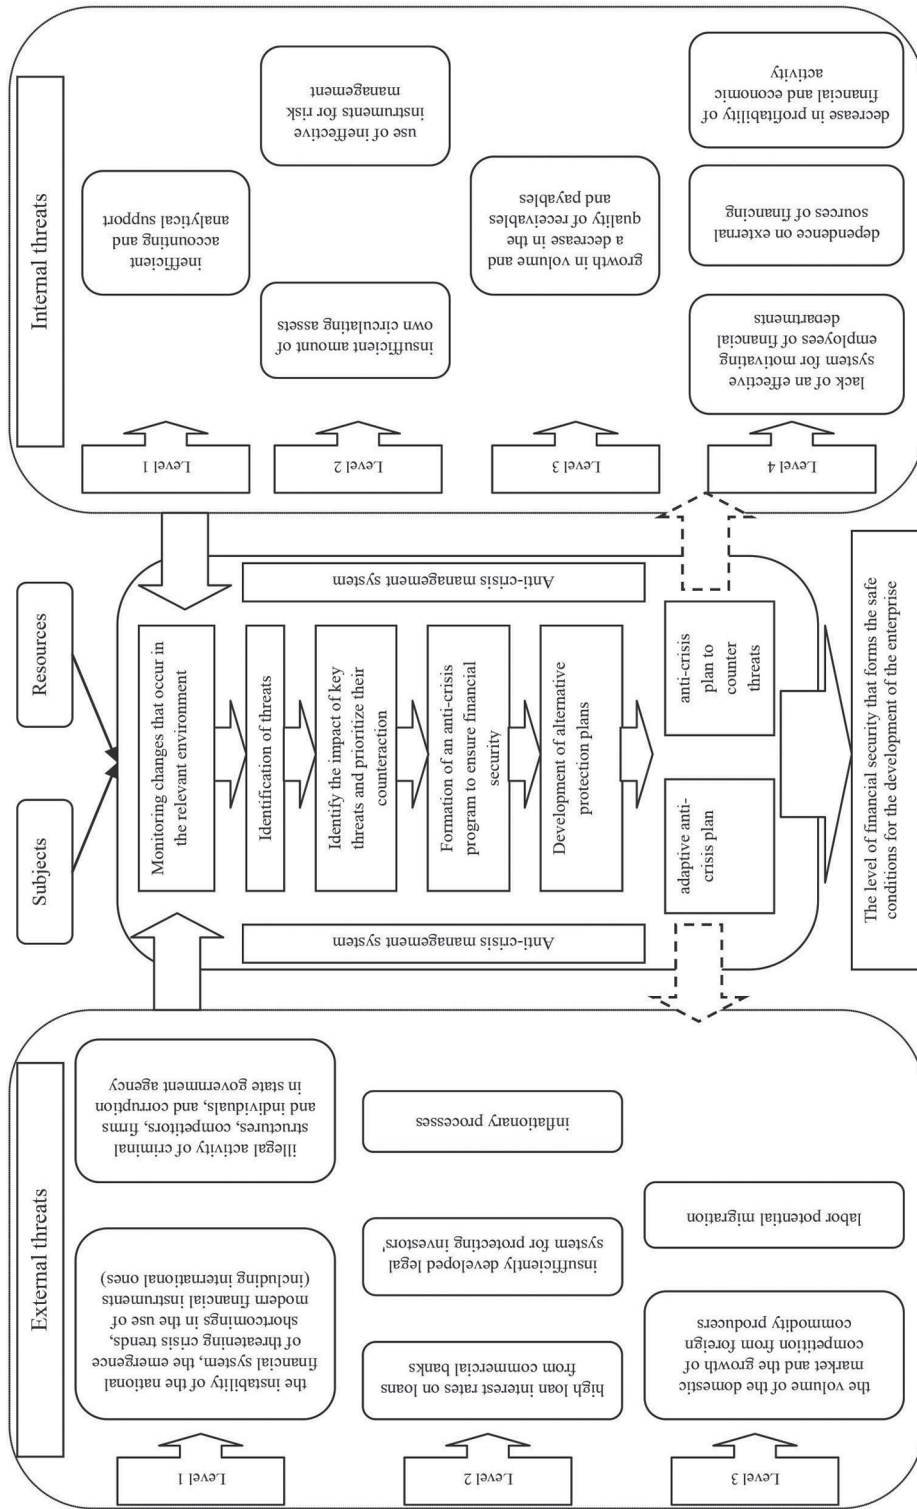 External threats
Level 1
the instability of the national
financial system, the emergence
of threatening crisis trends,
shortcomings in the use of
modern financial instruments
(including international ones)
illegal activity of criminal
structures, competitors, firms
and individuals, and corruption
in state government agency
Level 2
high loan interest rates on loans
from commercial banks
insufficiently developed legal
system for protecting investors'
inflationary processes
Level 3
the volume of the domestic
market and the growth of
competition from foreign
commodity producers
labor potential migration
Subjects
Resources
Anti-crisis management
system
Monitoring changes that occur in
the relevant environment
Identification of threats
Identify the impact of key
threats and prioritize their
counteraction
Formation of an anti-crisis
program to ensure financial
security
Development of alternative
protection plans
adaptive anti-
crisis plan
anti-crisis
plan to
counter
threats
Anti-crisis management system
The level of financial security that forms the safe
conditions for the development of the enterprise
Internal threats
Level 1
inefficient
accounting and
analytical support
Level 2
insufficient amount of
own circulating assets
use of ineffective
instruments for risk
management
Level 3
growth in volume and
a decrease in the
quality of receivables
and payables
Level 4
lack of an effective
system for motivating
employees of financial
departments
dependence on external
sources of financing
decrease in profitability of
financial and economic
activity